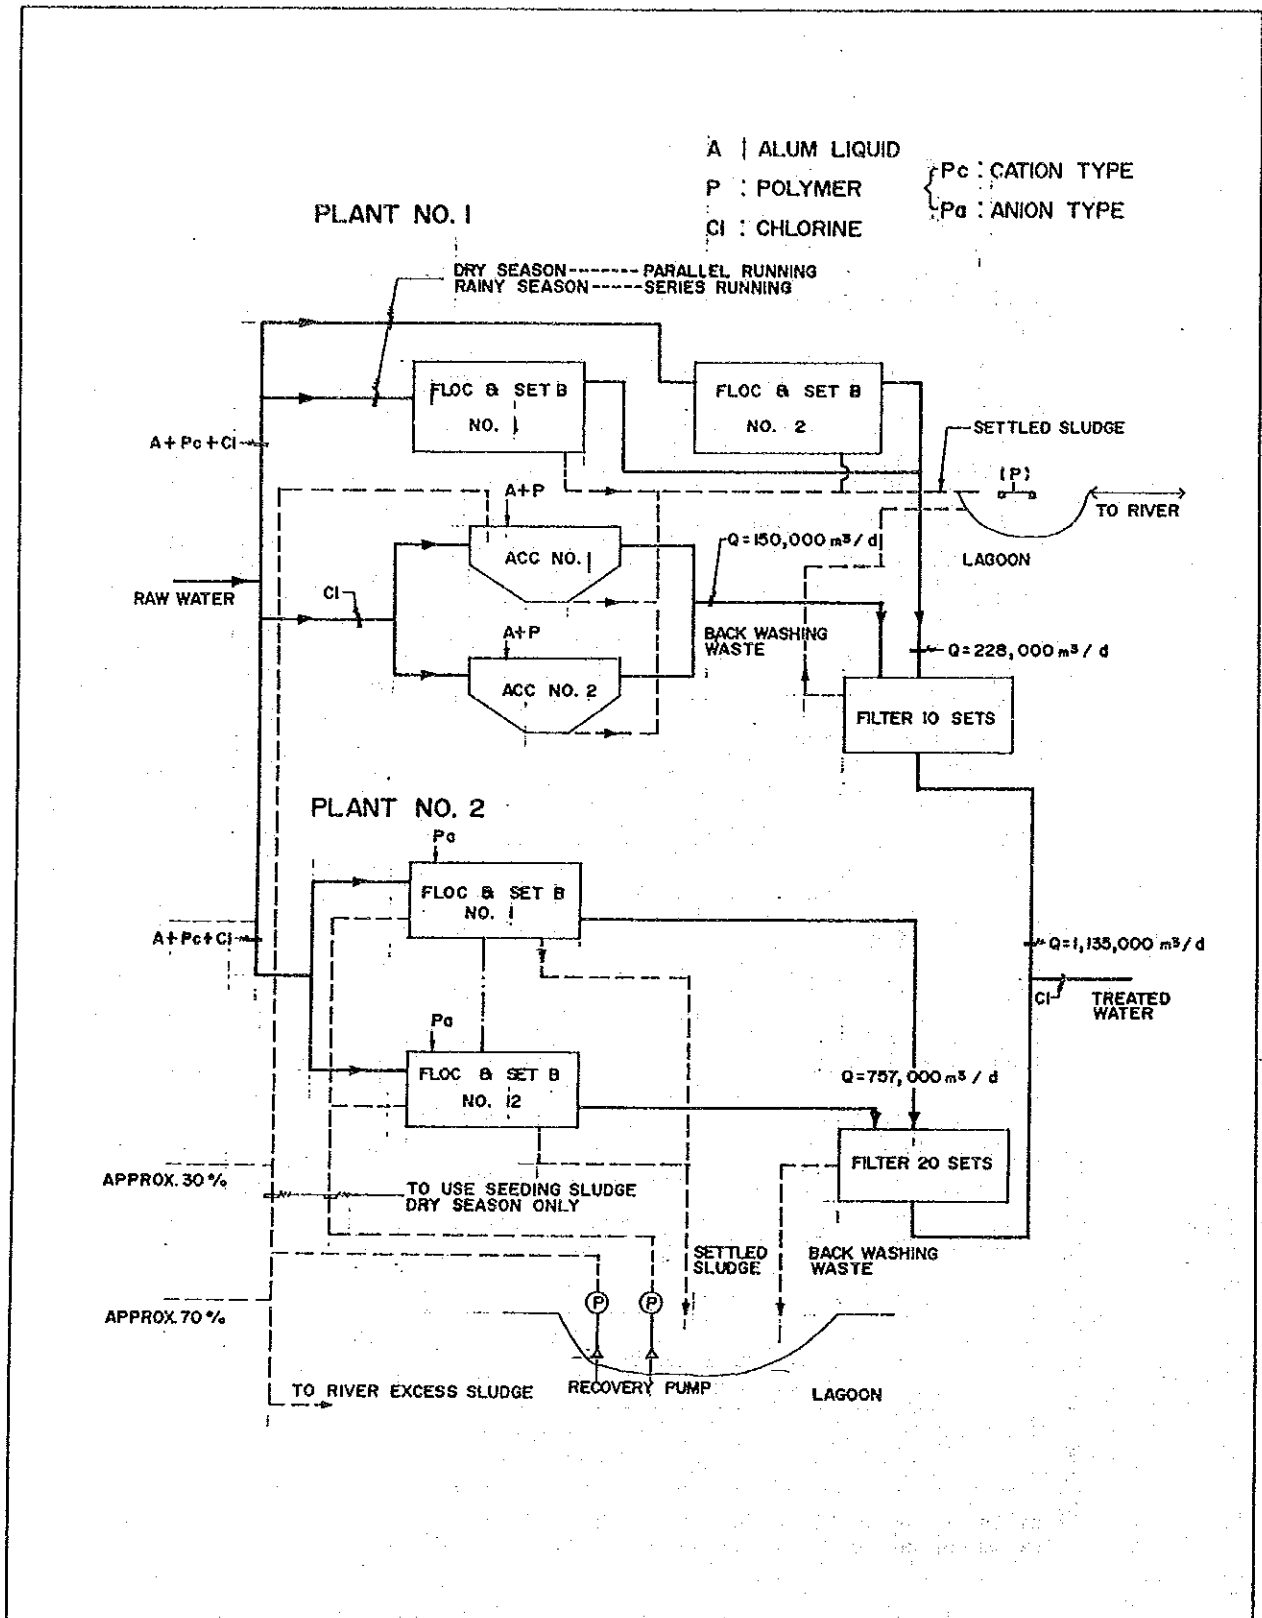 A : ALUM LIQUID
P : POLYMER
Pc : CATION TYPE
Pa : ANION TYPE
Cl : CHLORINE
PLANT NO. 1
DRY SEASON ------- PARALLEL RUNNING
RAINY SEASON ----- SERIES RUNNING
FLOC & SET B
NO. 1
FLOC & SET B
NO. 2
A+Pc+Cl
SETTLED SLUDGE
(P)
TO RIVER
LAGOON
A+P
ACC NO. 1
Q=150,000 m³/d
RAW WATER
Cl
A+P
ACC NO. 2
BACK WASHING
WASTE
Q=228,000 m³/d
FILTER 10 SETS
PLANT NO. 2
Pa
FLOC & SET B
NO. 1
A+Pc+Cl
Q=1,135,000 m³/d
Cl
TREATED
WATER
Pa
FLOC & SET B
NO. 12
Q=757,000 m³/d
FILTER 20 SETS
APPROX. 30 %
TO USE SEEDING SLUDGE
DRY SEASON ONLY
SETTLED
SLUDGE
BACK WASHING
WASTE
APPROX. 70 %
P
P
TO RIVER EXCESS SLUDGE
RECOVERY PUMP
LAGOON